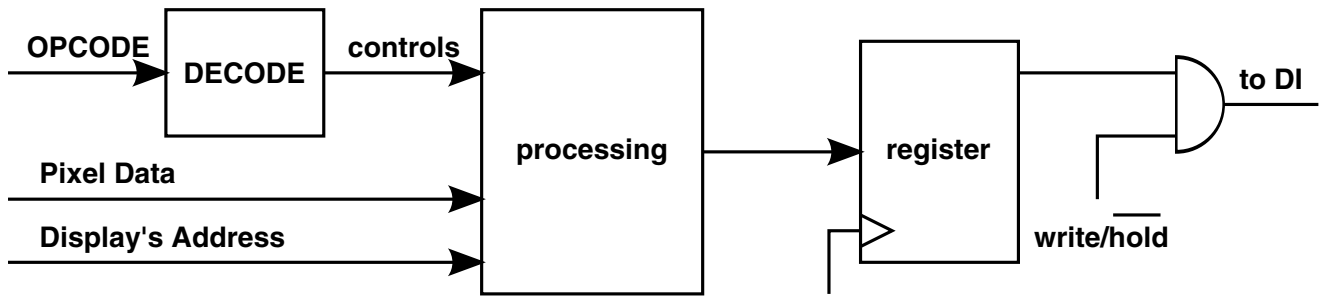 OPCODE
DECODE
controls
processing
Pixel Data
Display's Address
register
to DI
write/hold